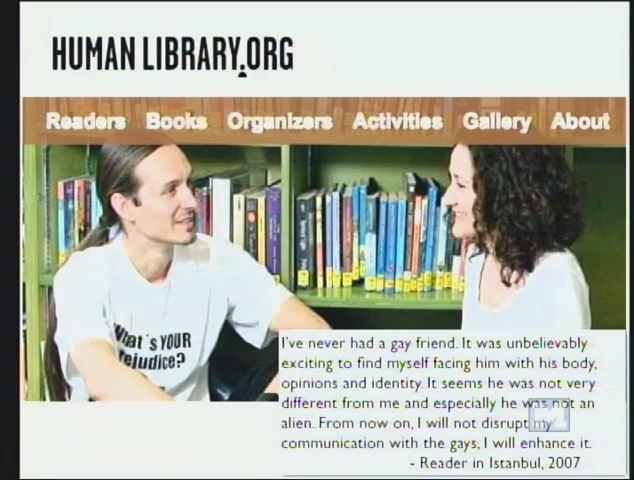 HUMAN LIBRARY.ORG
Readers Books Organizers Activities Gallery About
What's YOUR
rejudice?
I've never had a gay friend. It was unbelievably
exciting to find myself facing him with his body,
opinions and identity. It seems he was not very
different from me and especially he was not an
alien. From now on, I will not disrupt my
communication with the gays, I will enhance it.
- Reader in Istanbul, 2007